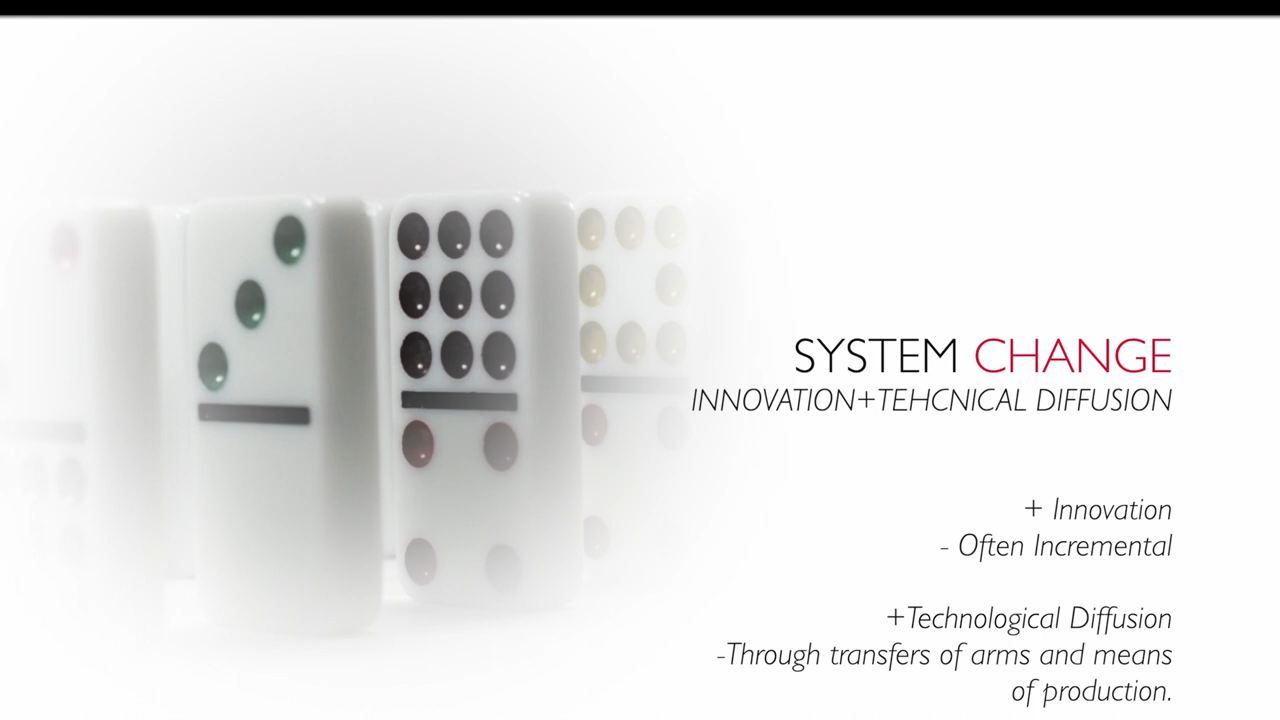 SYSTEM CHANGE
INNOVATION+TEHCNICAL DIFFUSION
+ Innovation
- Often Incremental
+Technological Diffusion
-Through transfers of arms and means
of production.